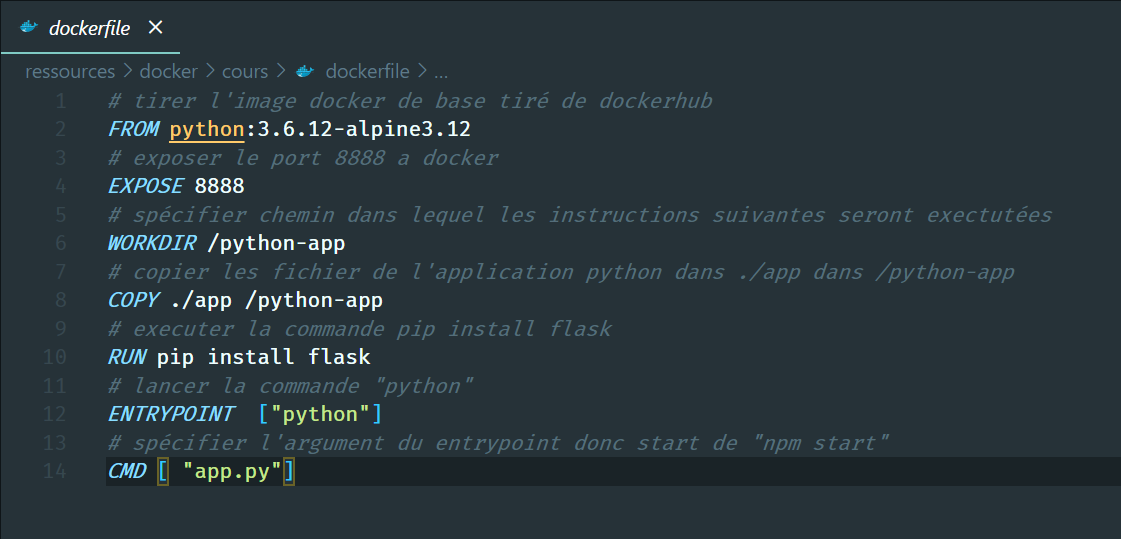 dockerfile ×
ressources > docker > cours > dockerfile > ...
1 # tirer l'image docker de base tiré de dockerhub
2 FROM python:3.6.12-alpine3.12
3 # exposer le port 8888 a docker
4 EXPOSE 8888
5 # spécifier chemin dans lequel les instructions suivantes seront exectutées
6 WORKDIR /python-app
7 # copier les fichier de l'application python dans ./app dans /python-app
8 COPY ./app /python-app
9 # executer la commande pip install flask
10 RUN pip install flask
11 # lancer la commande "python"
12 ENTRYPOINT  ["python"]
13 # spécifier l'argument du entrypoint donc start de "npm start"
14 CMD [ "app.py"]